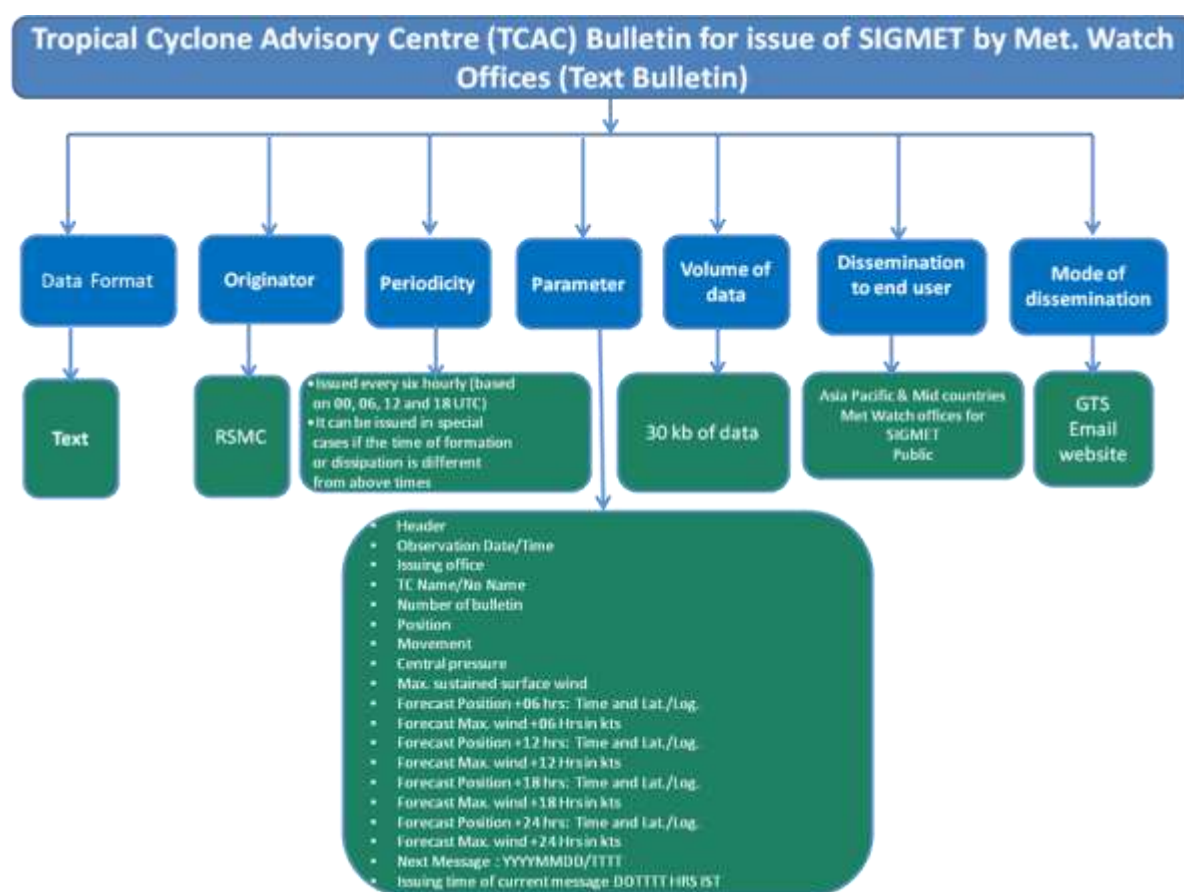 Tropical Cyclone Advisory Centre (TCAC) Bulletin for issue of SIGMET by Met. Watch
Offices (Text Bulletin)
Data Format
Originator
Periodicity
Parameter
Volume of
data
Dissemination
to end user
Mode of
dissemination
Text
RSMC
•Issued every six hourly (based
on 00, 06, 12 and 18 UTC)
•It can be issued in special
cases if the time of formation
or dissipation is different
from above times
30 kb of data
Asia Pacific & Mid countries
Met Watch offices for
SIGMET
Public
GTS
Email
website
• Header
• Observation Date/Time
• Issuing office
• TC Name/No Name
• Number of bulletin
• Position
• Movement
• Central pressure
• Max. sustained surface wind
• Forecast Position +06 hrs: Time and Lat./Log.
• Forecast Max. wind +06 Hrs in kts
• Forecast Position +12 hrs: Time and Lat./Log.
• Forecast Max. wind +12 Hrs in kts
• Forecast Position +18 hrs: Time and Lat./Log.
• Forecast Max. wind +18 Hrs in kts
• Forecast Position +24 hrs: Time and Lat./Log.
• Forecast Max. wind +24 Hrs in kts
• Next Message : YYYYMMDD/TTTT
• Issuing time of current message DDTTTT HRS IST